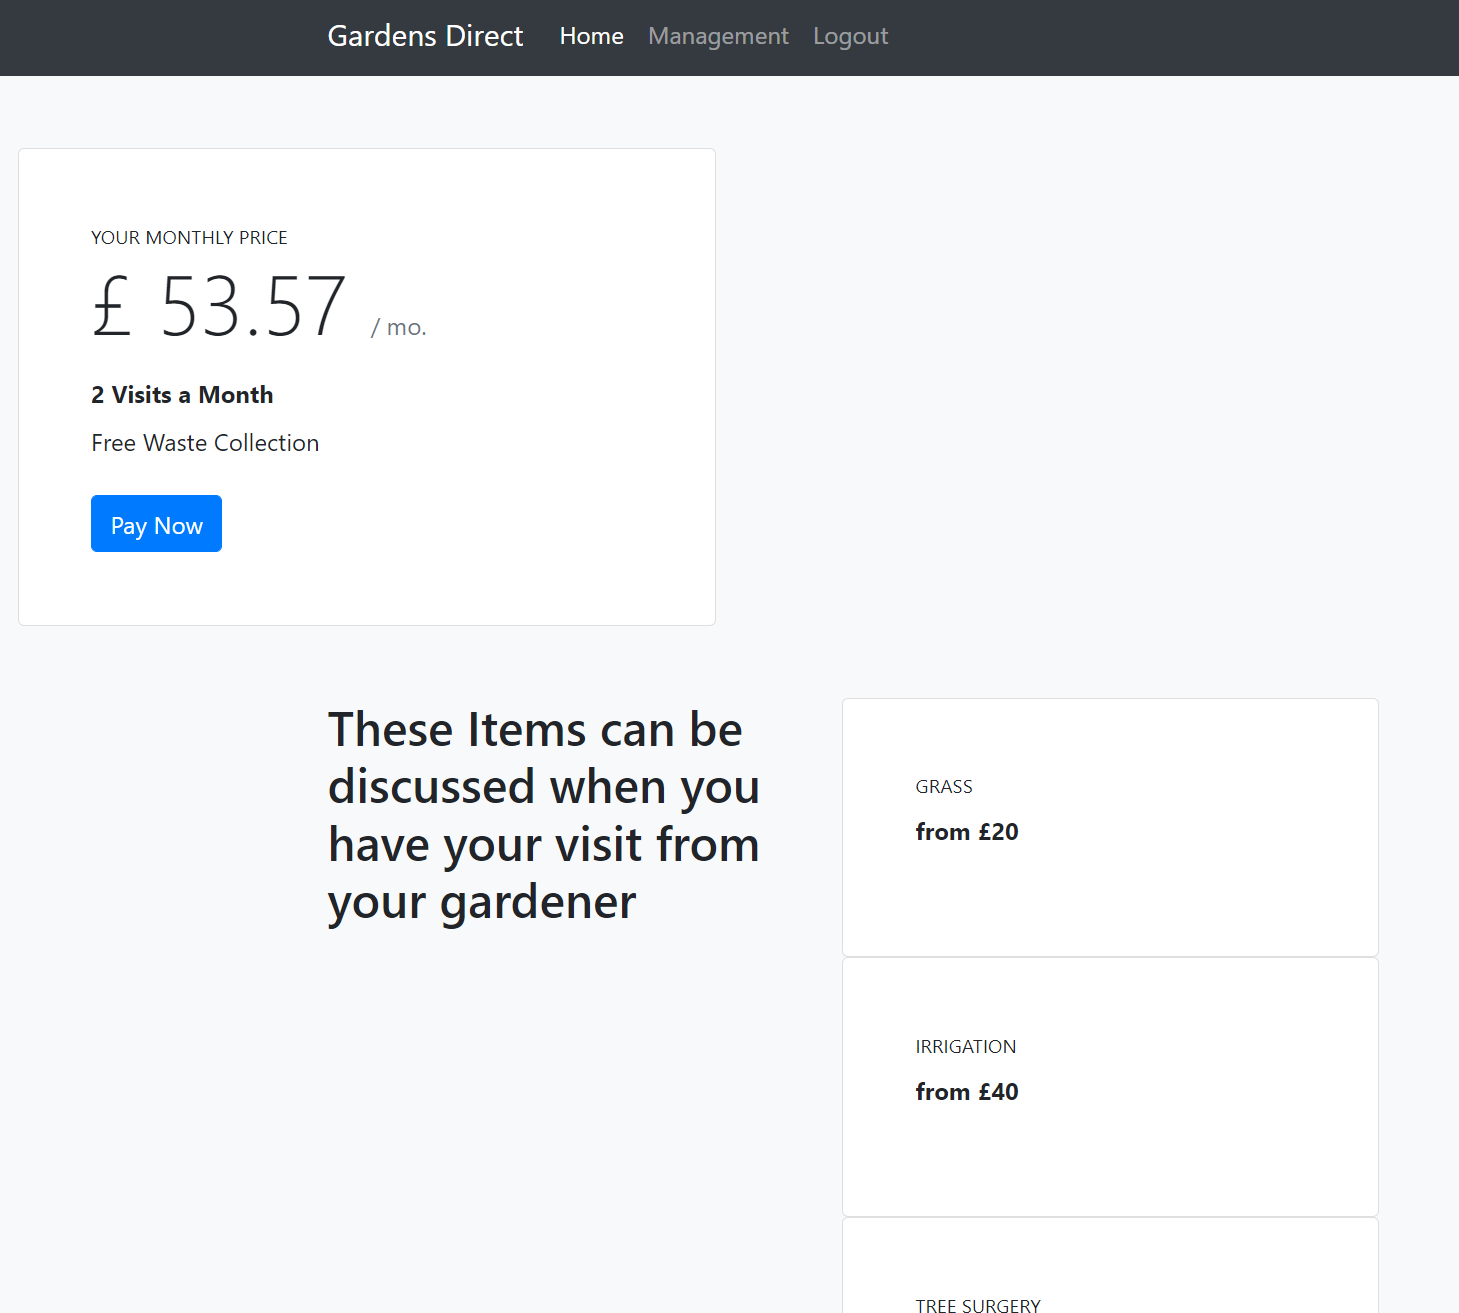 Gardens Direct Home Management Logout
YOUR MONTHLY PRICE
£ 53.57 / mo.
2 Visits a Month
Free Waste Collection
Pay Now
These Items can be
discussed when you
have your visit from
your gardener
GRASS
from £20
IRRIGATION
from £40
TREE SURGERY